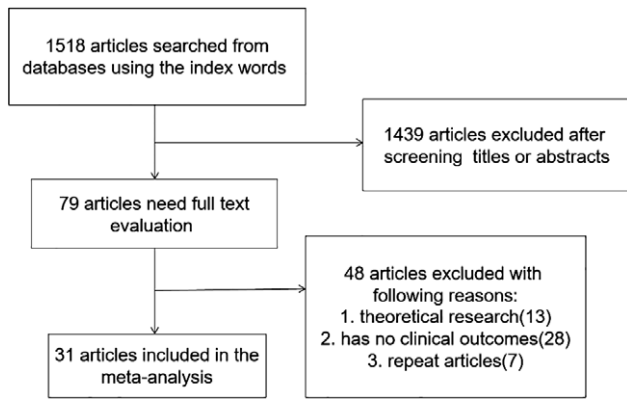 1518 articles searched from
databases using the index words
1439 articles excluded after
screening titles or abstracts
79 articles need full text
evaluation
48 articles excluded with
following reasons:
1. theoretical research(13)
2. has no clinical outcomes(28)
3. repeat articles(7)
31 articles included in the
meta-analysis